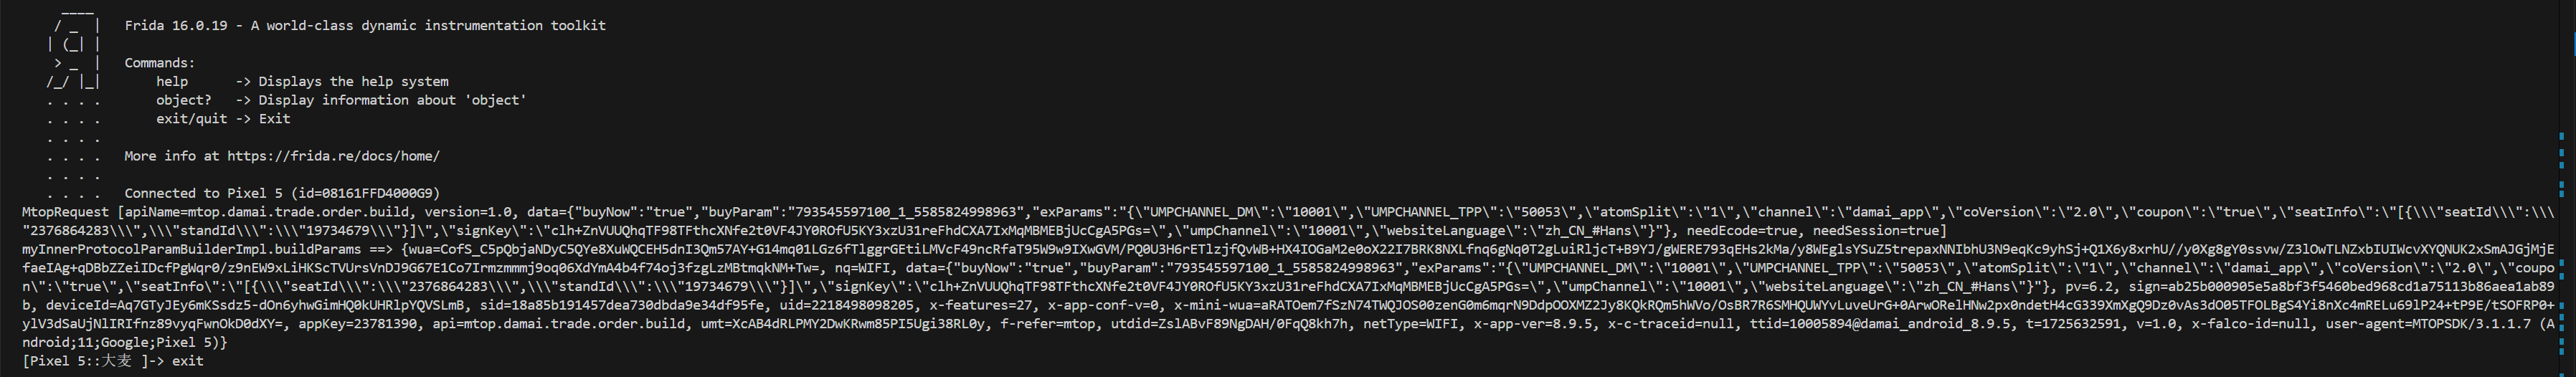 Frida 16.0.19 - A world-class dynamic instrumentation toolkit
Commands:
help -> Displays the help system
object? -> Display information about 'object'
exit/quit -> Exit
More info at https://frida.re/docs/home/
Connected to Pixel 5 (id=08161FFD4000G9)
MtopRequest [apiName=mtop.damai.trade.order.build, version=1.0, data={"buyNow":"true","buyParam":"793545597100_1_5585824998963","exParams":"{\"UMPCHANNEL_DM\":\"10001\",\"UMPCHANNEL_TPP\":\"50053\",\"atomSplit\":\"1\",\"channel\":\"damai_app\",\"coVersion\":\"2.0\",\"coupon\":\"true\",\"seatInfo\":\"[{\\\"seatId\\\":\\\
"2376864283\\\",\\\"standId\\\":\\\"19734679\\\"}]\",\"signKey\":\"clh+ZnVUUQhqTF98TFthcXNfe2t0VF4JY0ROfU5KY3xzU31reFhdCXA7IxMqMBMEBjUcCgA5PGs=\",\"umpChannel\":\"10001\",\"websiteLanguage\":\"zh_CN_#Hans\"}"}, needEcode=true, needSession=true]
myInnerProtocolParamBuilderImpl.buildParams ==> {wua=CofS_C5pQbjaNDyC5QYe8XuWQCEH5dnI3Qm57AY+G14mq01LGz6fTlggrGEtiLMVcF49ncRfaT95W9w9IXwGVM/PQ0U3H6rETlzjfQvWB+HX4IOGaM2e0oX22I7BRK8NXLfnq6gNq0T2gLuiRljcT+B9YJ/gWERE793qEHs2kMa/y8WEglsYSuZ5trepaxNNIbhU3N9eqKc9yhSj+Q1X6y8xrhU//y0Xg8gY0ssvw/Z3lOwTLNZxbIUIWcvXYQNUK2xSmAJGjMjE
faeIAg+qDBbZZeiIDcfPgWqr0/z9nEW9xLiHKScTVUrsVnDJ9G67E1Co7Irmzmmmj9oq06XdYmA4b4f74oj3fzgLzMBtmqkNM+Tw=, nq=WIFI, data={"buyNow":"true","buyParam":"793545597100_1_5585824998963","exParams":"{\"UMPCHANNEL_DM\":\"10001\",\"UMPCHANNEL_TPP\":\"50053\",\"atomSplit\":\"1\",\"channel\":\"damai_app\",\"coVersion\":\"2.0\",\"coupo
n\":\"true\",\"seatInfo\":\"[{\\\"seatId\\\":\\\"2376864283\\\",\\\"standId\\\":\\\"19734679\\\"}]\",\"signKey\":\"clh+ZnVUUQhqTF98TFthcXNfe2t0VF4JY0ROfU5KY3xzU31reFhdCXA7IxMqMBMEBjUcCgA5PGs=\",\"umpChannel\":\"10001\",\"websiteLanguage\":\"zh_CN_#Hans\"}"}, pv=6.2, sign=ab25b000905e5a8bf3f5460bed968cd1a75113b86aea1ab89
b, deviceId=Aq7GTyJEy6mKSsdz5-dOn6yhwGimHQ0kUHRlpYQVSLmB, sid=18a85b191457dea730dbda9e34df95fe, uid=2218498098205, x-features=27, x-app-conf-v=0, x-mini-wua=aRATOem7fSzN74TWQJOS00zenG0m6mqrN9DdpOOXMZ2Jy8KQkRQm5hWVo/OsBR7R6SMHQUWYvLuveUrG+0ArwORelHNw2px0ndetH4cG339XmXgQ9Dz0vAs3dO05TFOLBgS4Yi8nXc4mRELu69lP24+tP9E/tSOFRP0+
ylV3dSaUjNlIRIfnz89vyqFwnOkD0dXY=, appKey=23781390, api=mtop.damai.trade.order.build, umt=XcAB4dRLPMY2DwKRwm85PI5Ugi38RL0y, f-refer=mtop, utdid=ZslABvF89NgDAH/0FqQ8kh7h, netType=WIFI, x-app-ver=8.9.5, x-c-traceid=null, ttid=10005894@damai_android_8.9.5, t=1725632591, v=1.0, x-falco-id=null, user-agent=MTOPSDK/3.1.1.7 (A
ndroid;11;Google;Pixel 5)}
[Pixel 5::大麦 ]-> exit